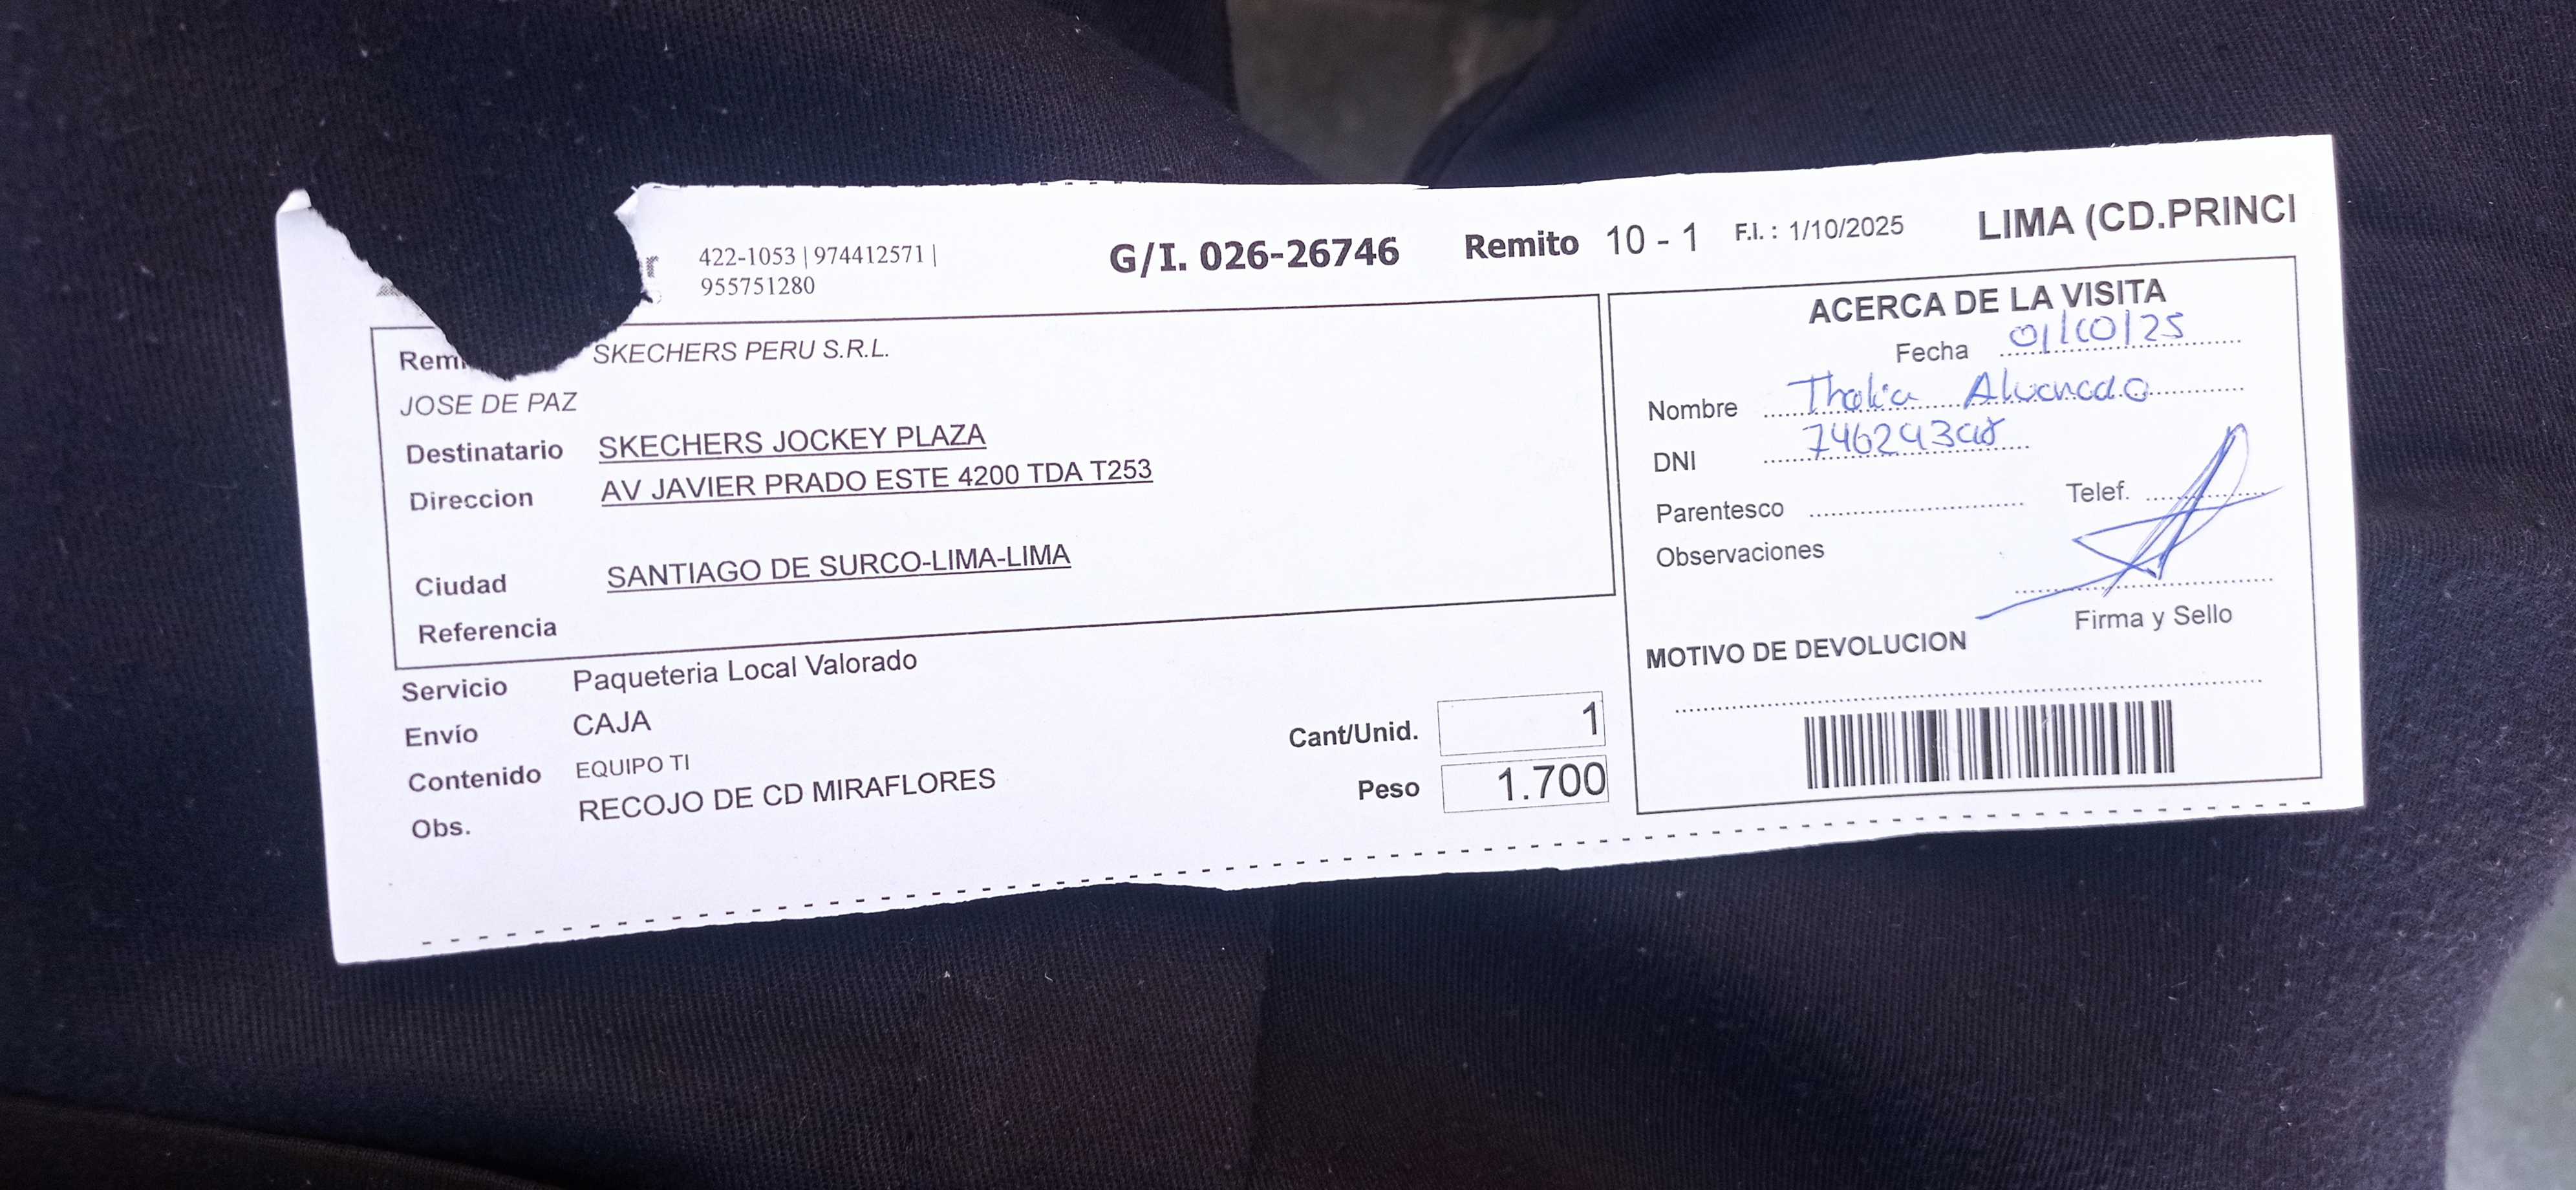 422-1053 | 974412571 |
955751280
G/I. 026-26746 Remito 10 - 1 F.I. : 1/10/2025 LIMA (CD.PRINCI
SKECHERS PERU S.R.L.
JOSE DE PAZ
Destinatario SKECHERS JOCKEY PLAZA
Direccion AV JAVIER PRADO ESTE 4200 TDA T253
Ciudad SANTIAGO DE SURCO-LIMA-LIMA
Referencia
Servicio Paqueteria Local Valorado
Envío CAJA
Contenido EQUIPO TI
Obs. RECOJO DE CD MIRAFLORES
Cant/Unid. 1
Peso 1.700
ACERCA DE LA VISITA
Fecha 01/10/25
Nombre Thalia Alvarado
DNI
Parentesco Telef.
Observaciones
Firma y Sello
MOTIVO DE DEVOLUCION